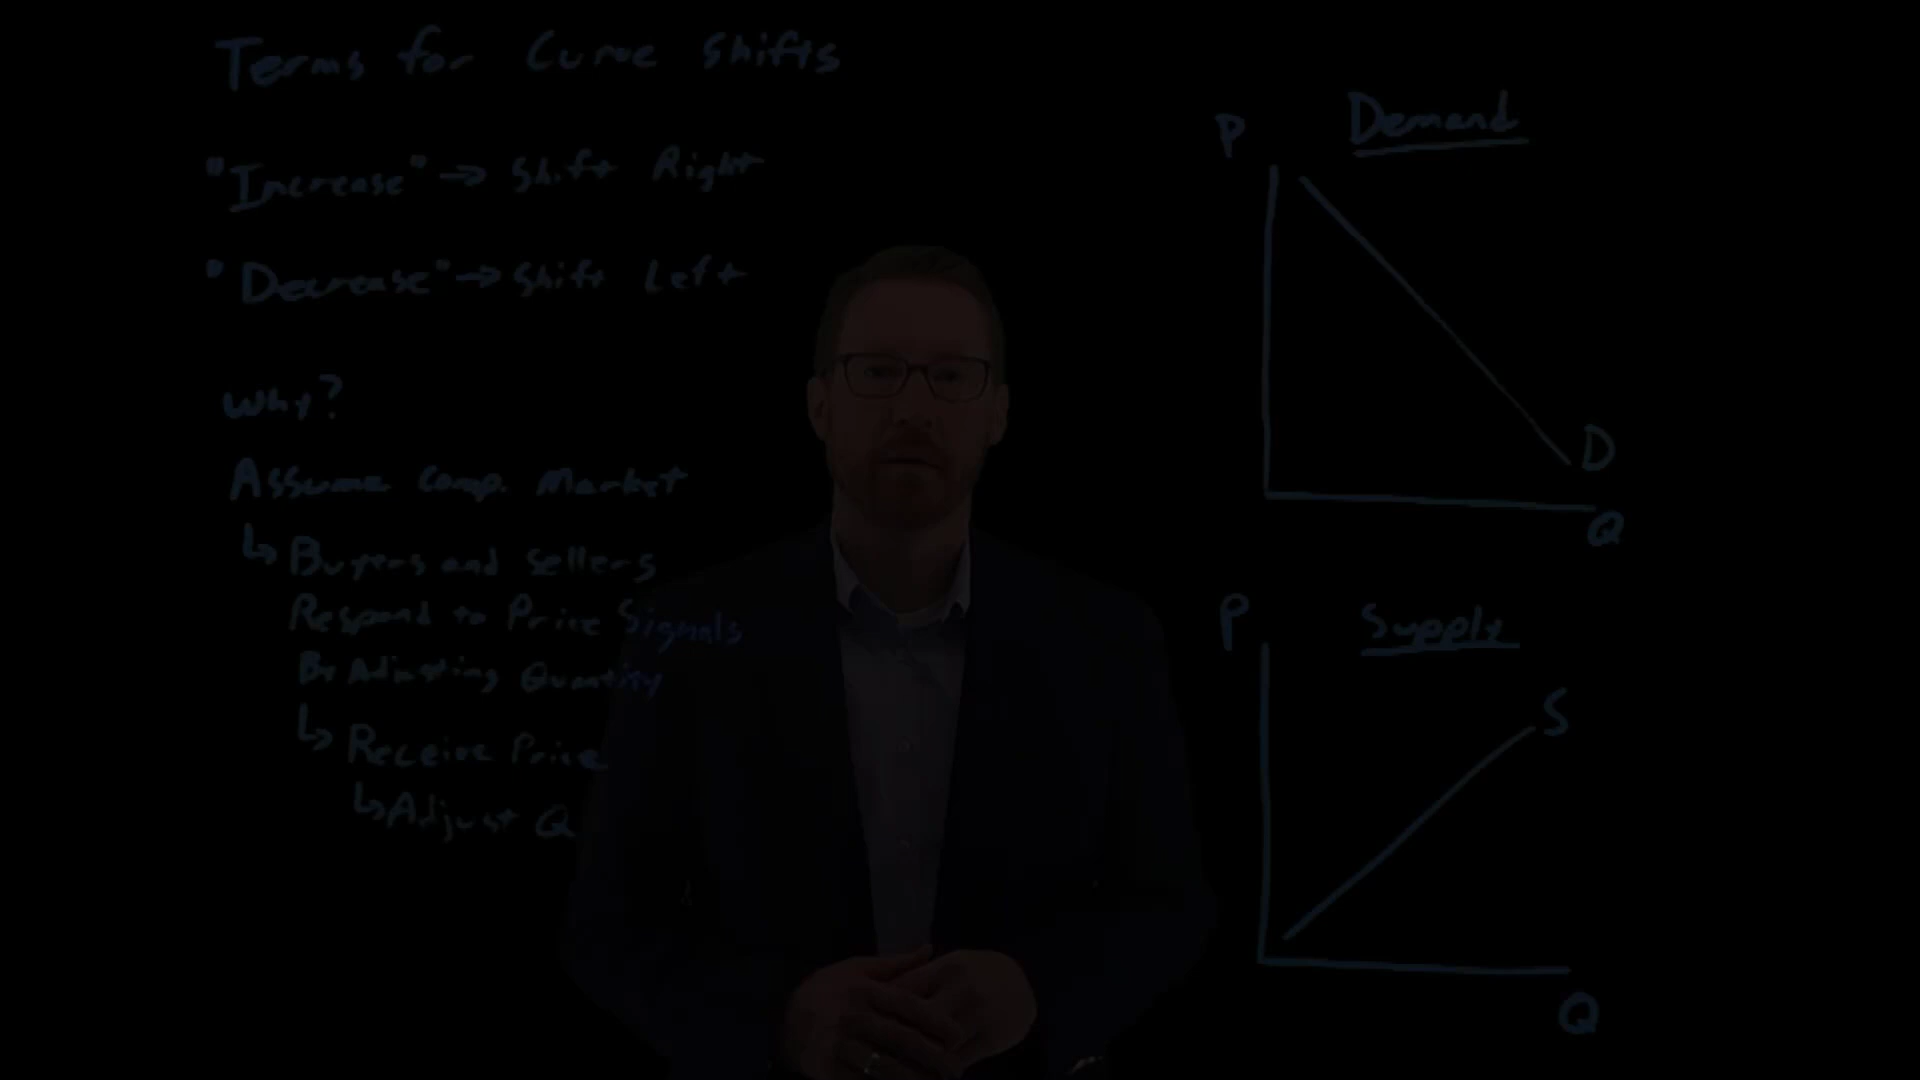 Terms for Curve Shifts
"Increase" → Shift Right
"Decrease" → Shift Left
Why?
Assume Comp. Market
↳ Buyers and Sellers
Respond to Price Signals
By Adjusting Quantity
↳ Receive Price
↳ Adjust Q
Demand
P
D
Q
Supply
P
S
Q